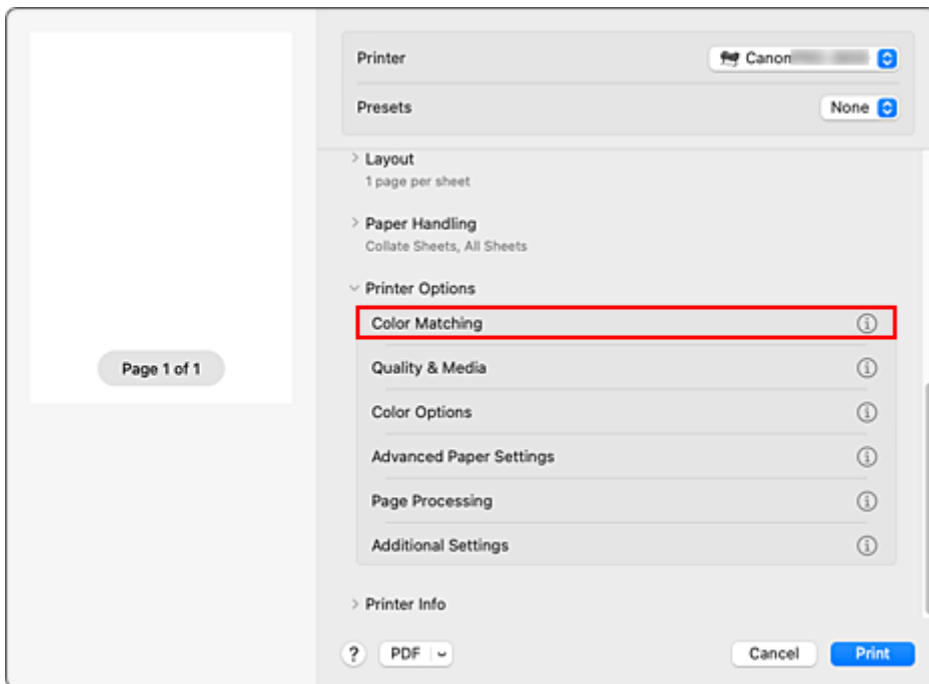 Printer
Canon
Presets
None
Layout
1 page per sheet
Paper Handling
Collate Sheets, All Sheets
Printer Options
Color Matching
Quality & Media
Color Options
Advanced Paper Settings
Page Processing
Additional Settings
Printer Info
Page 1 of 1
?
PDF
Cancel
Print